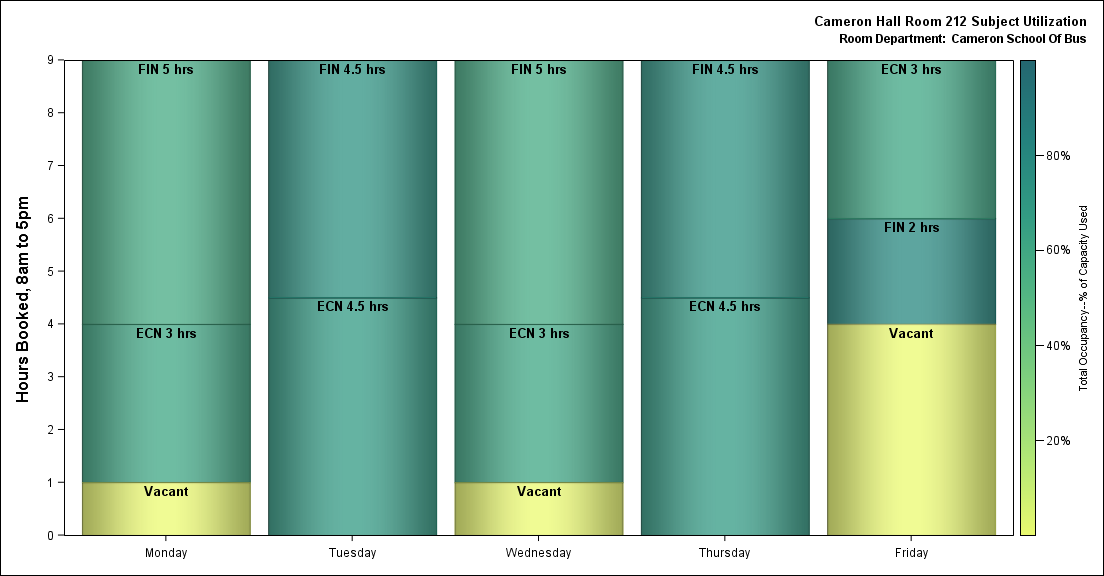 Cameron Hall Room 212 Subject Utilization
Room Department: Cameron School Of Bus
Hours Booked, 8am to 5pm
9
8
7
6
5
4
3
2
1
0
FIN 5 hrs
ECN 3 hrs
Vacant
FIN 4.5 hrs
ECN 4.5 hrs
FIN 5 hrs
ECN 3 hrs
Vacant
FIN 4.5 hrs
ECN 4.5 hrs
ECN 3 hrs
FIN 2 hrs
Vacant
Monday
Tuesday
Wednesday
Thursday
Friday
80%
60%
40%
20%
Total Occupancy--% of Capacity Used